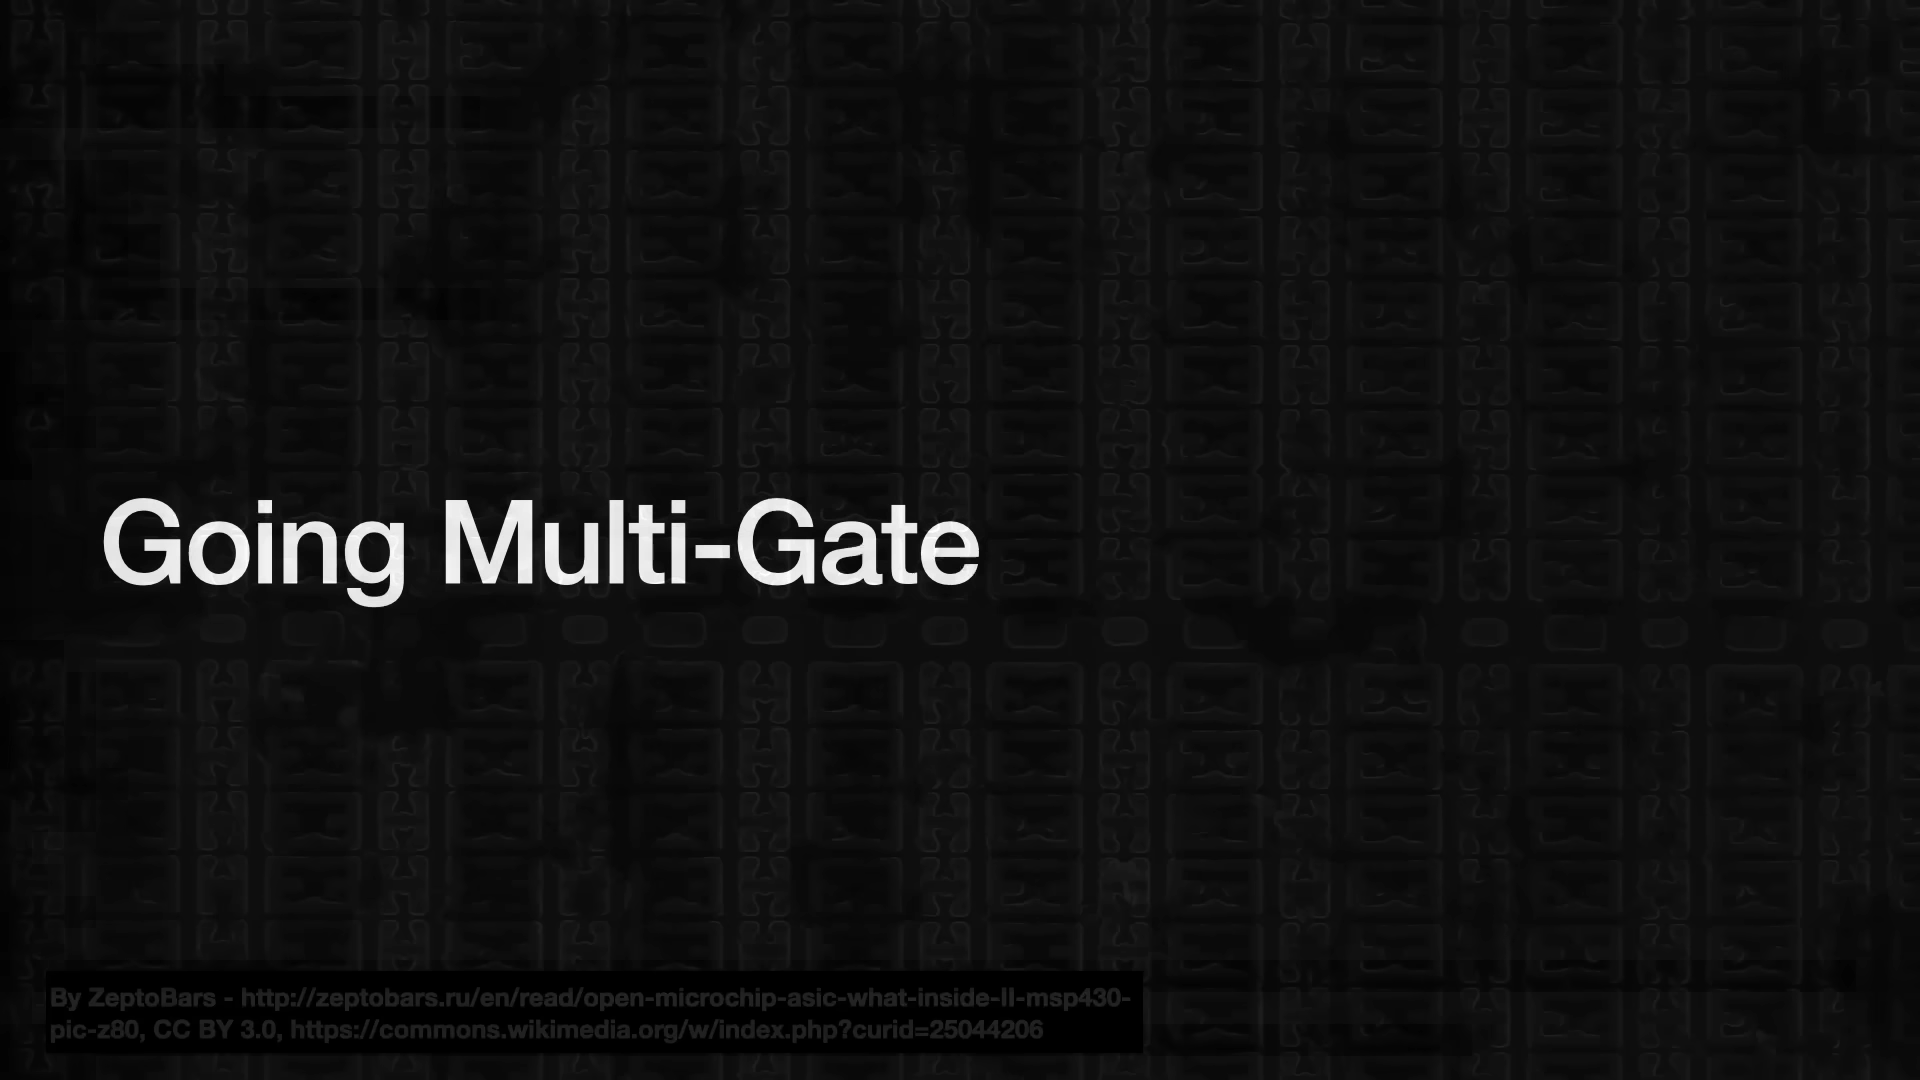 Going Multi-Gate
By ZeptoBars - http://zeptobars.ru/en/read/open-microchip-asic-what-inside-II-msp430-
pic-z80, CC BY 3.0, https://commons.wikimedia.org/w/index.php?curid=25044206